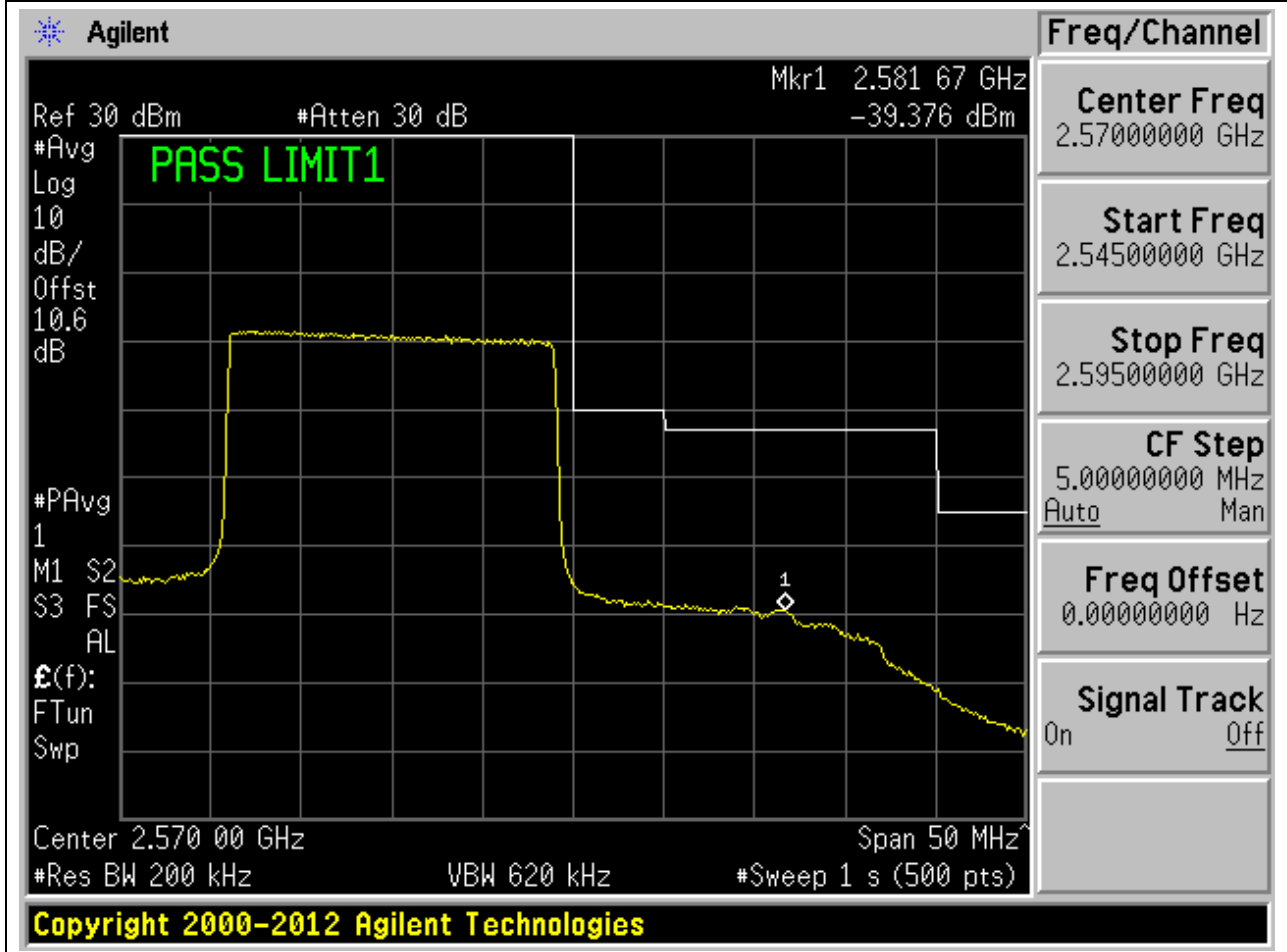 Agilent
Freq/Channel
Mkr1 2.581 67 GHz
Ref 30 dBm #Atten 30 dB -39.376 dBm
#Avg
Log
10
dB/
Offst
10.6
dB
PASS LIMIT1
#PAvg
1
M1 S2
S3 FS
AL
£(f):
FTun
Swp
1
Center 2.570 00 GHz Span 50 MHz^
#Res BW 200 kHz VBW 620 kHz #Sweep 1 s (500 pts)
Copyright 2000-2012 Agilent Technologies
Center Freq
2.57000000 GHz
Start Freq
2.54500000 GHz
Stop Freq
2.59500000 GHz
CF Step
5.00000000 MHz
Auto Man
Freq Offset
0.00000000 Hz
Signal Track
On Off